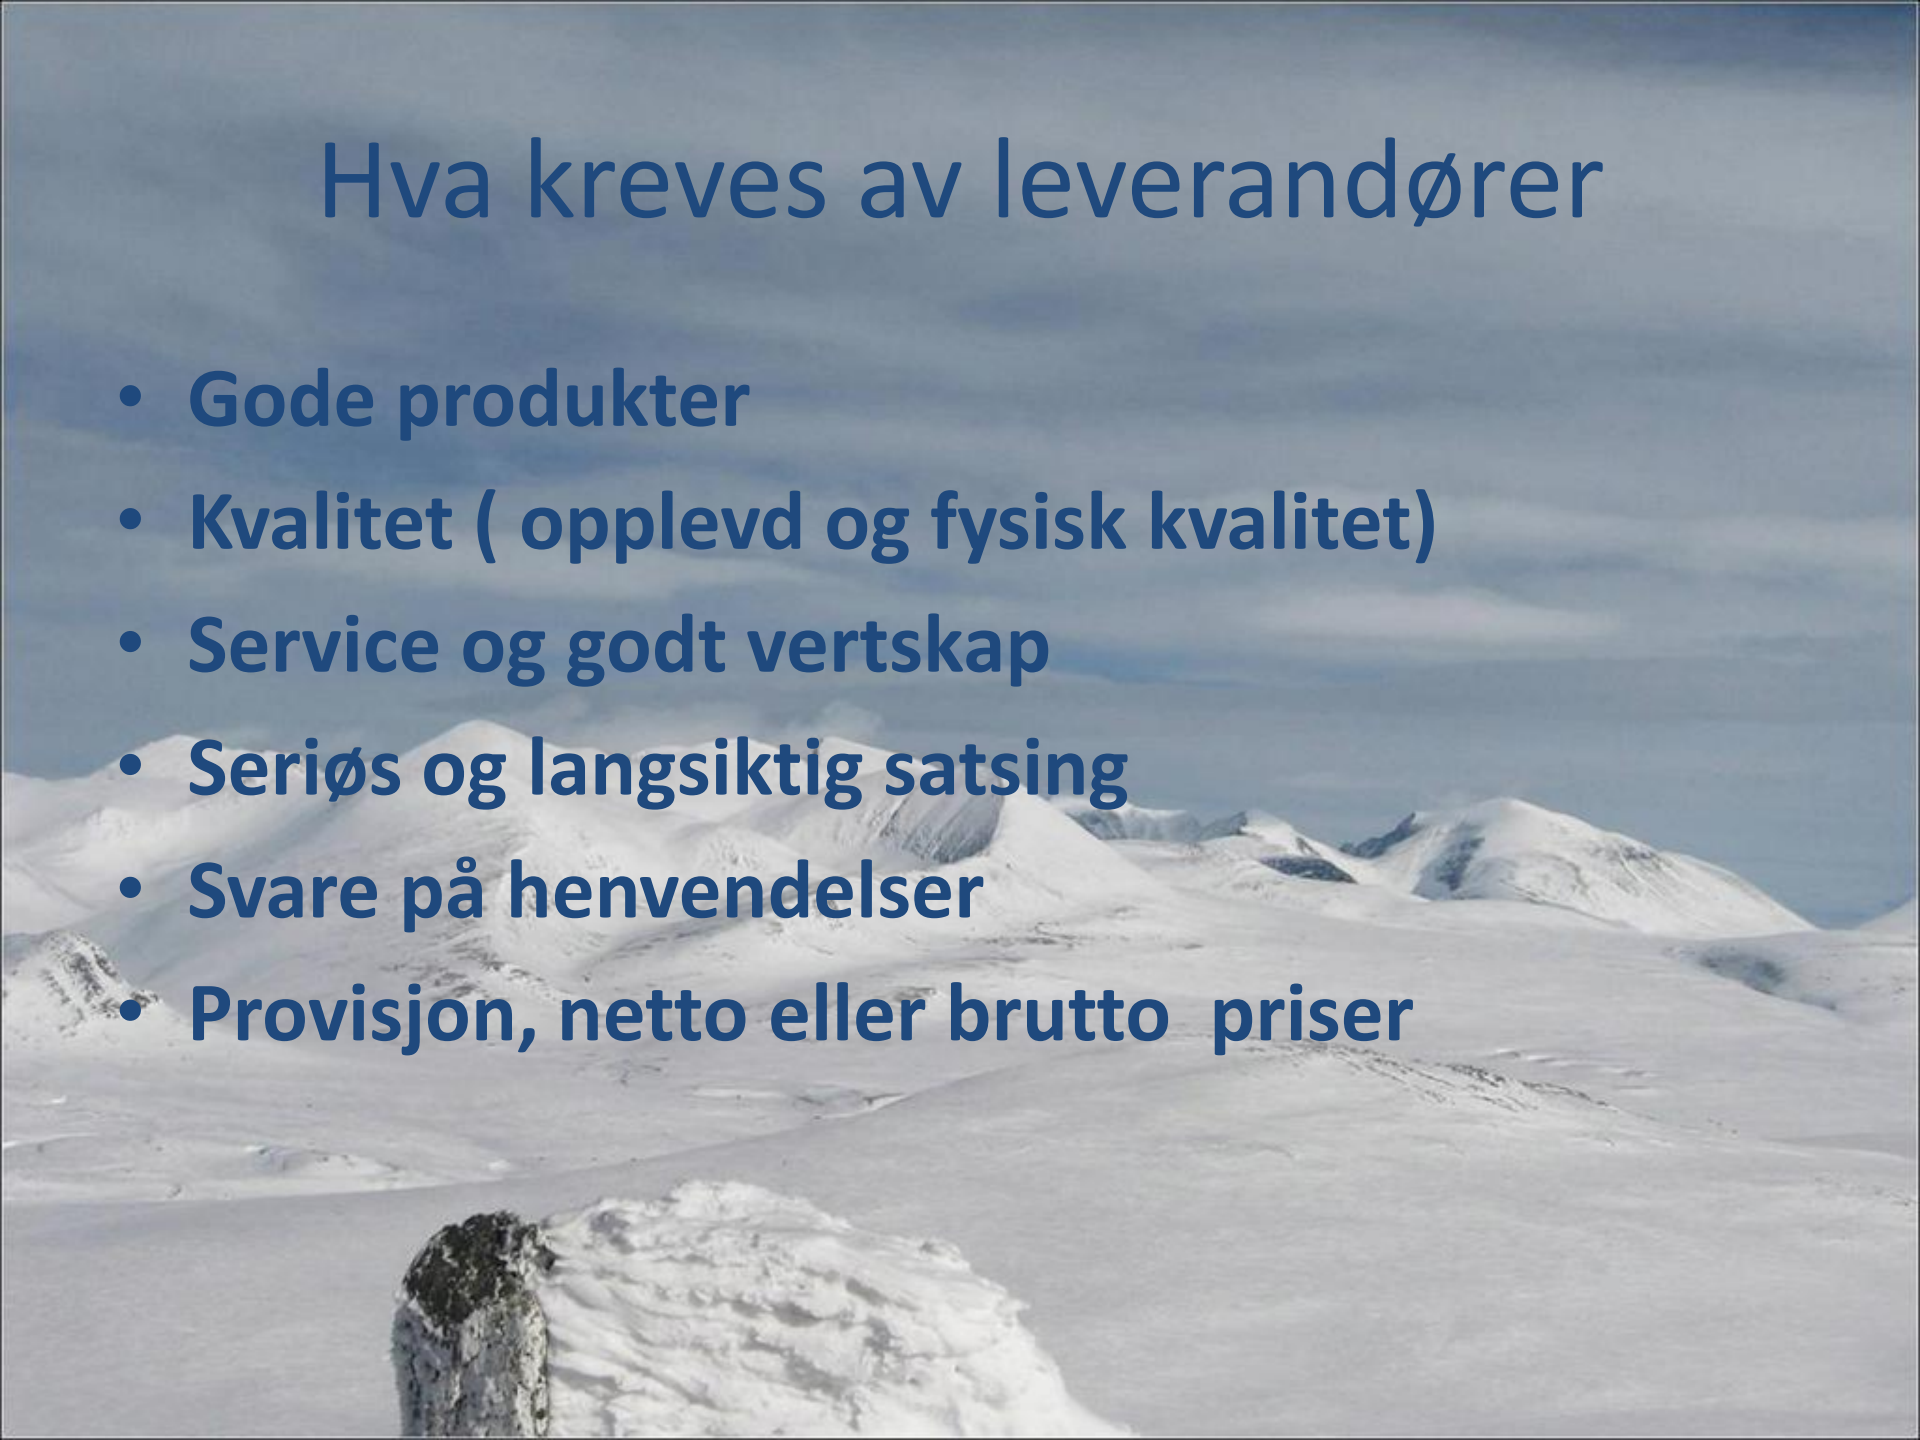 Hva kreves av leverandører
• Gode produkter
• Kvalitet ( opplevd og fysisk kvalitet)
• Service og godt vertskap
• Seriøs og langsiktig satsing
• Svare på henvendelser
• Provisjon, netto eller brutto  priser